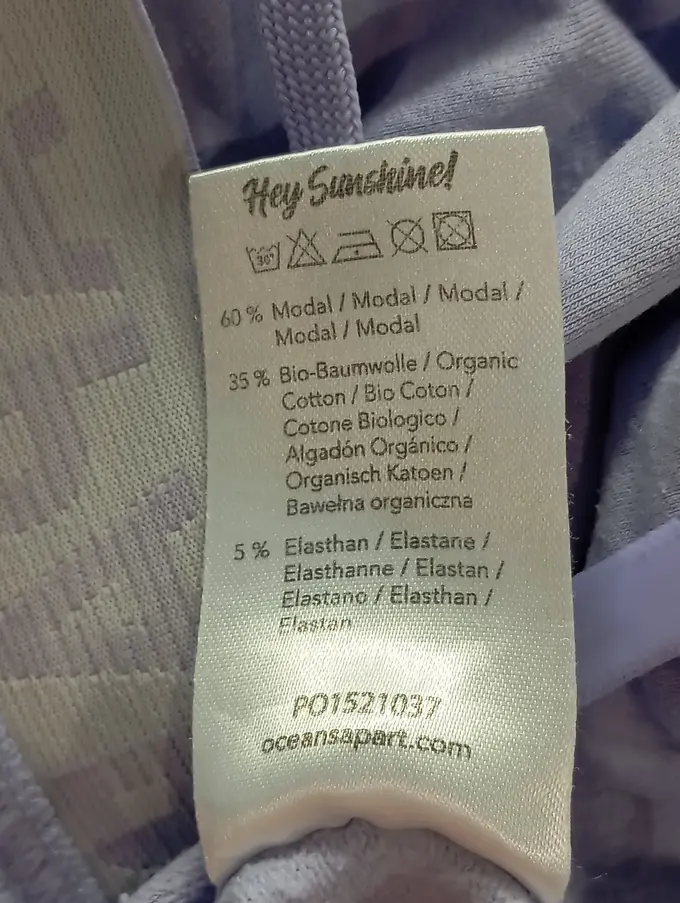 Hey Sunshine!
30°
60 % Modal / Modal / Modal /
Modal / Modal
35 % Bio-Baumwolle / Organic
Cotton / Bio Coton /
Cotone Biologico /
Algadón Orgánico /
Organisch Katoen /
Bawełna organiczna
5 % Elasthan / Elastane /
Elasthanne / Elastan /
Elastano / Elasthan /
Elastan
PO1521037
oceansapart.com